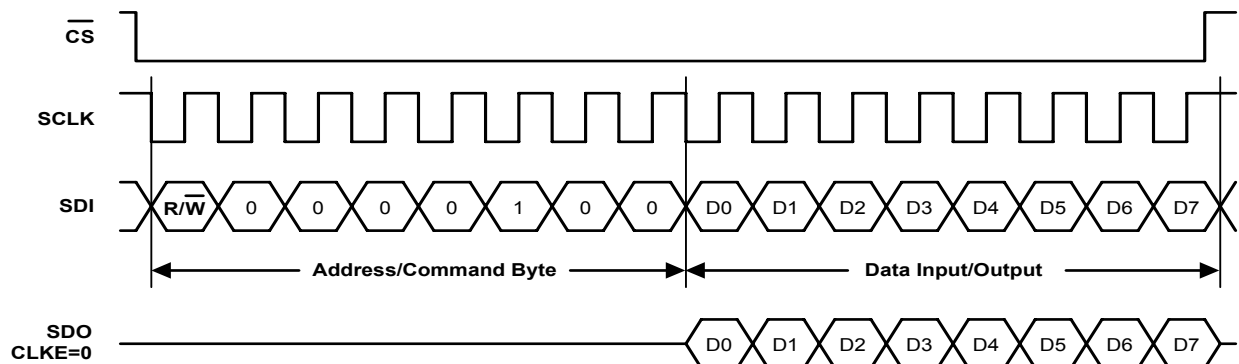 C̅S̅
SCLK
SDI R/W̅ 0 0 0 0 1 0 0 D0 D1 D2 D3 D4 D5 D6 D7
Address/Command Byte Data Input/Output
SDO
CLKE=0 D0 D1 D2 D3 D4 D5 D6 D7